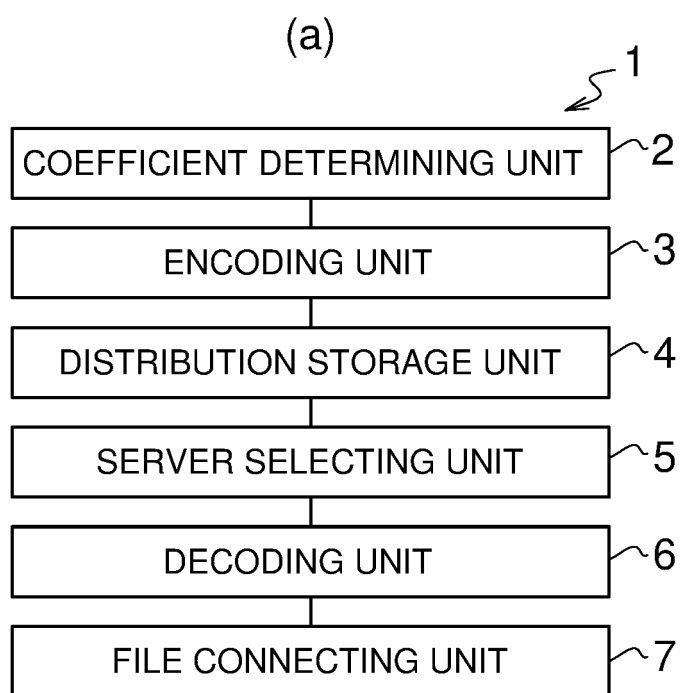 (a)
1
COEFFICIENT DETERMINING UNIT 2
ENCODING UNIT 3
DISTRIBUTION STORAGE UNIT 4
SERVER SELECTING UNIT 5
DECODING UNIT 6
FILE CONNECTING UNIT 7